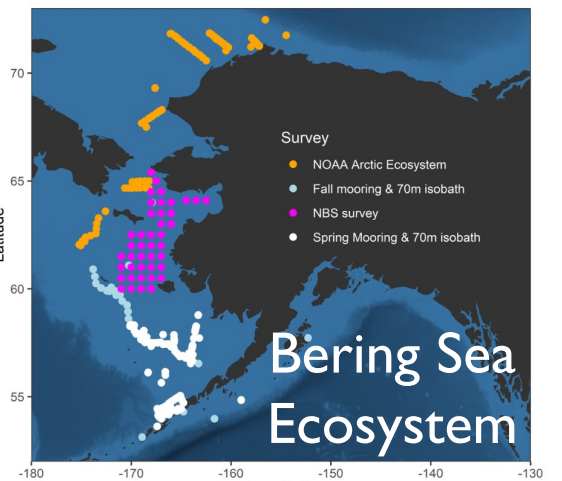 70
65
60
55
Latitude
-180
-170
-160
-150
-140
-130
Survey
NOAA Arctic Ecosystem
Fall mooring & 70m isobath
NBS survey
Spring Mooring & 70m isobath
Bering Sea
Ecosystem